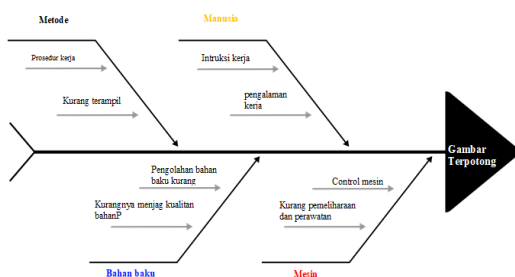 Metode
Manusia
Prosedur kerja
Intruksi kerja
Kurang terampil
pengalaman
kerja
Gambar
Terpotong
Pengolahan bahan
baku kurang
Control mesin
Kurangnya menjag kualitan
bahanP
Kurang pemeliharaan
dan perawatan
Bahan baku
Mesin